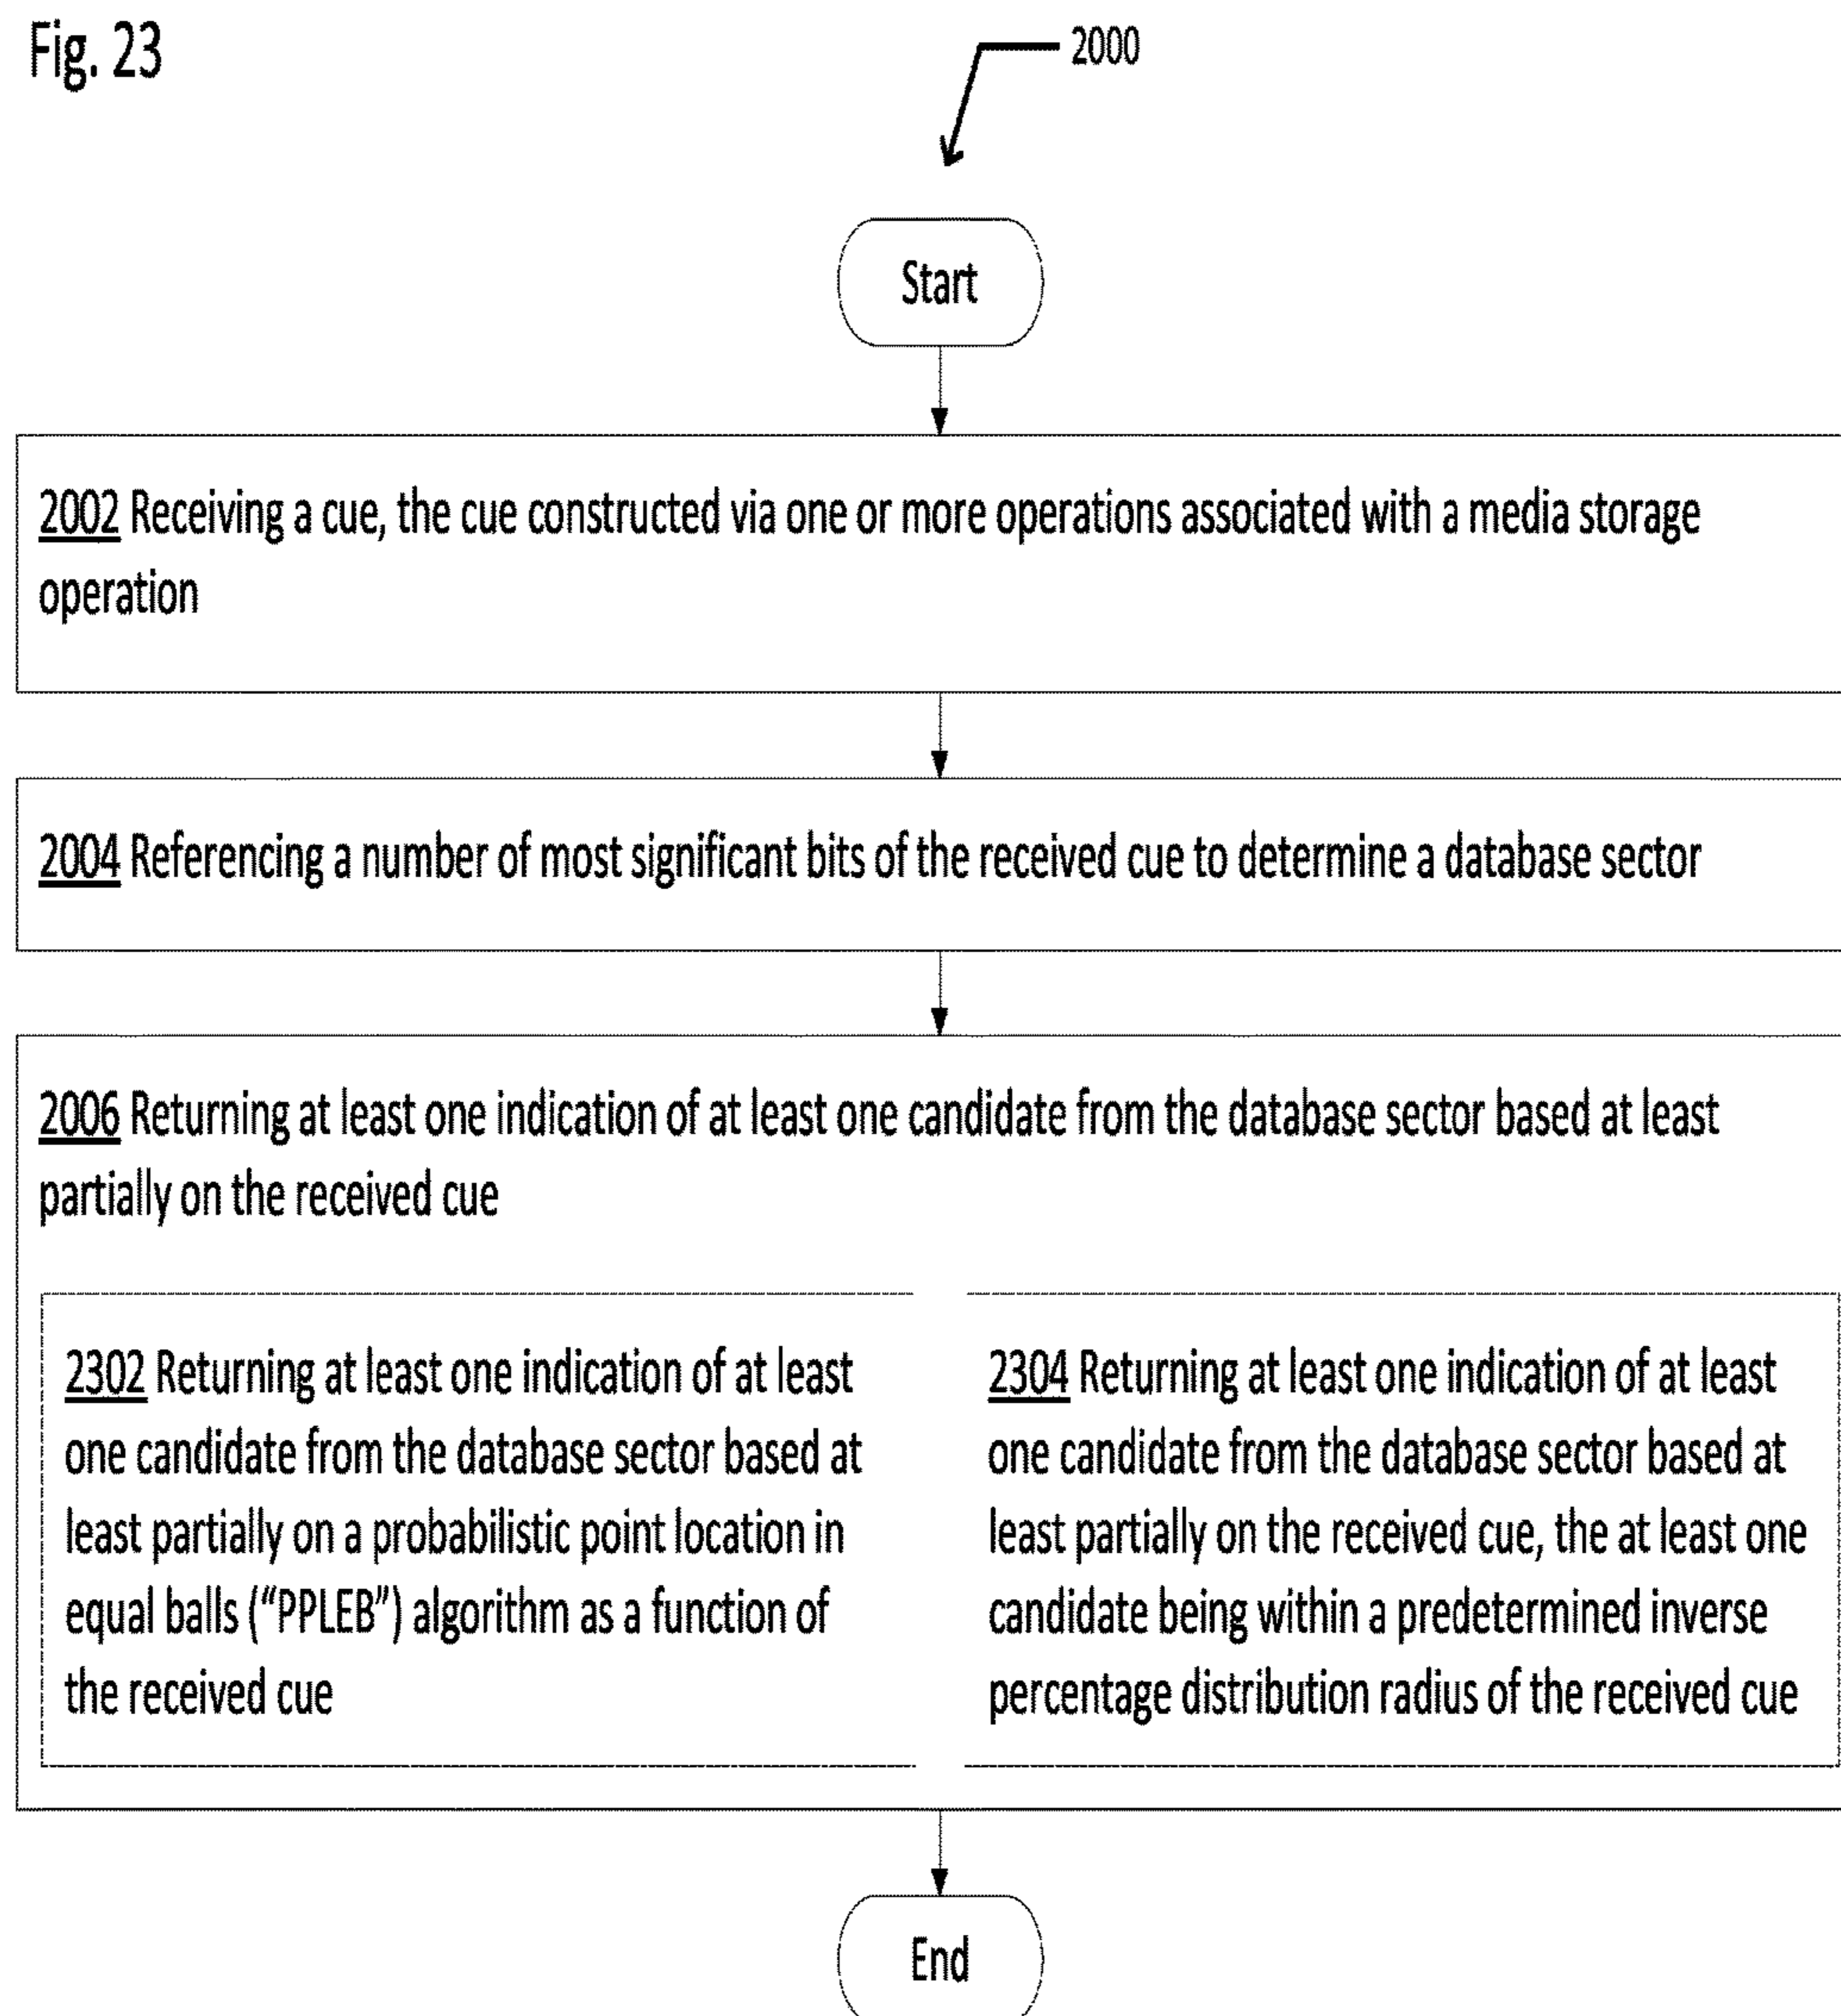 Fig. 23
2000
Start
2002 Receiving a cue, the cue constructed via one or more operations associated with a media storage
operation
2004 Referencing a number of most significant bits of the received cue to determine a database sector
2006 Returning at least one indication of at least one candidate from the database sector based at least
partially on the received cue
2302 Returning at least one indication of at least
one candidate from the database sector based at
least partially on a probabilistic point location in
equal balls (“PPLEB”) algorithm as a function of
the received cue
2304 Returning at least one indication of at least
one candidate from the database sector based at
least partially on the received cue, the at least one
candidate being within a predetermined inverse
percentage distribution radius of the received cue
End